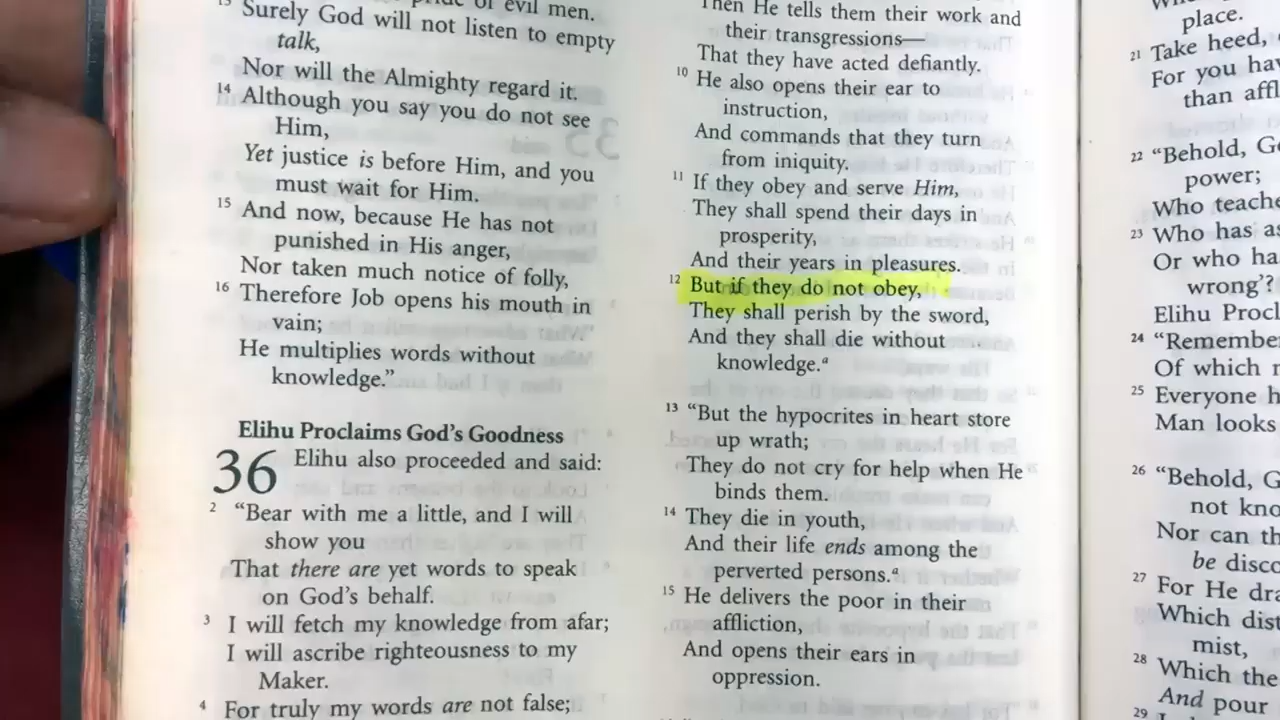 of evil men.
13 Surely God will not listen to empty
talk,
Nor will the Almighty regard it.
14 Although you say you do not see
Him,
Yet justice is before Him, and you
must wait for Him.
15 And now, because He has not
punished in His anger,
Nor taken much notice of folly,
16 Therefore Job opens his mouth in
vain;
He multiplies words without
knowledge.”
Elihu Proclaims God’s Goodness
36 Elihu also proceeded and said:
2 “Bear with me a little, and I will
show you
That there are yet words to speak
on God’s behalf.
3 I will fetch my knowledge from afar;
I will ascribe righteousness to my
Maker.
4 For truly my words are not false;
Then He tells them their work and
their transgressions—
That they have acted defiantly.
10 He also opens their ear to
instruction,
And commands that they turn
from iniquity.
11 If they obey and serve Him,
They shall spend their days in
prosperity,
And their years in pleasures.
12 But if they do not obey,
They shall perish by the sword,
And they shall die without
knowledge.a
13 “But the hypocrites in heart store
up wrath;
They do not cry for help when He
binds them.
14 They die in youth,
And their life ends among the
perverted persons.a
15 He delivers the poor in their
affliction,
And opens their ears in
oppression.
place.
21 Take heed,
For you
than
22 “Behold,
power;
Who
23 Who has
Or who
wrong’?
Elihu
24
Of which
25 Everyone
Man looks
26 “Behold,
not
Nor can
be
27 For He
Which
mist,
28 Which the
And pour
29